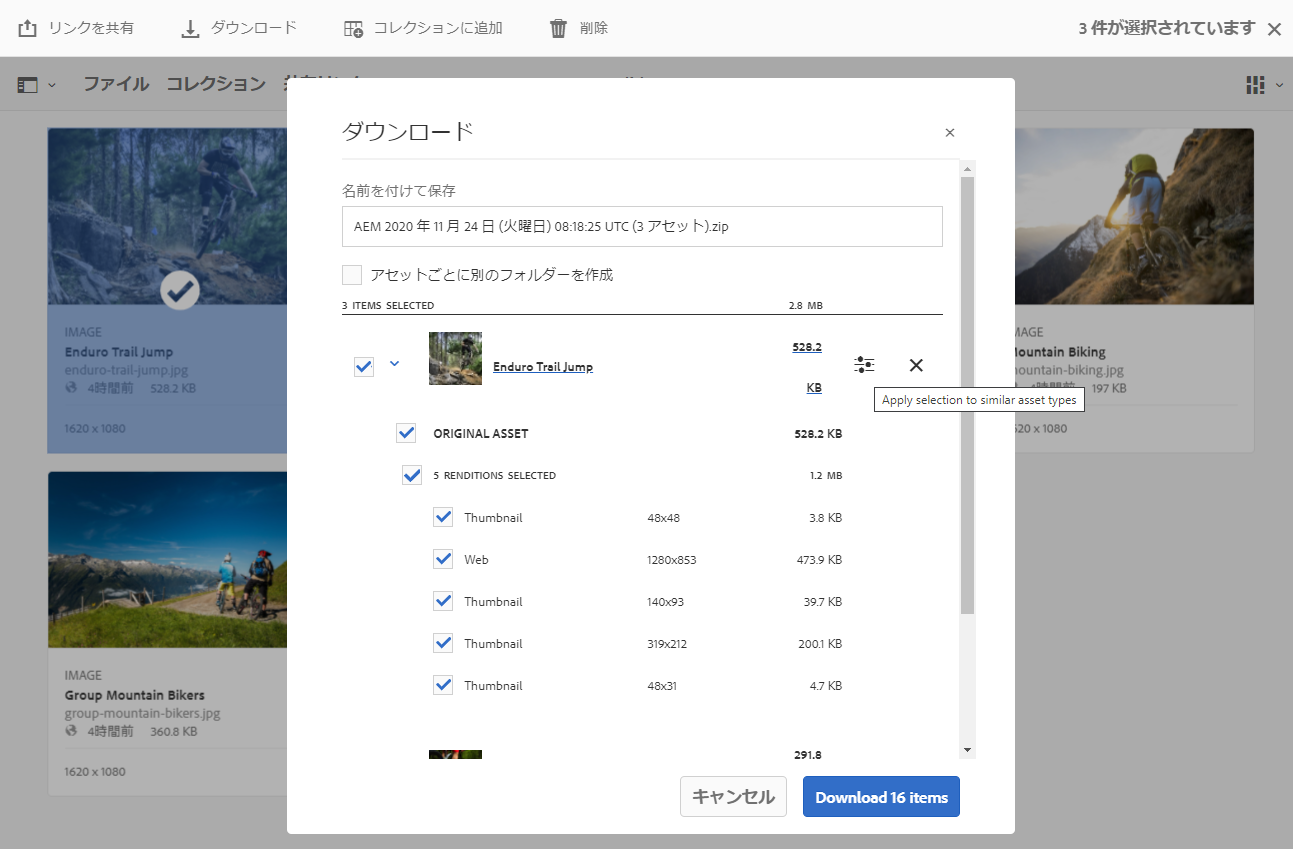 リンクを共有 ダウンロード コレクションに追加 削除 3 件が選択されています
ファイル コレクション
ダウンロード
名前を付けて保存
AEM 2020 年 11 月 24 日 (火曜日) 08:18:25 UTC (3 アセット).zip
アセットごとに別のフォルダーを作成
3 ITEMS SELECTED 2.8 MB
Enduro Trail Jump 528.2 KB
Apply selection to similar asset types
ORIGINAL ASSET 528.2 KB
5 RENDITIONS SELECTED 1.2 MB
Thumbnail 48x48 3.8 KB
Web 1280x853 473.9 KB
Thumbnail 140x93 39.7 KB
Thumbnail 319x212 200.1 KB
Thumbnail 48x31 4.7 KB
291.8
キャンセル Download 16 items
IMAGE
Enduro Trail Jump
enduro-trail-jump.jpg
4時間前 528.2 KB
1620 x 1080
IMAGE
Group Mountain Bikers
group-mountain-bikers.jpg
4時間前 360.8 KB
1620 x 1080
Mountain Biking
mountain-biking.jpg
197 KB